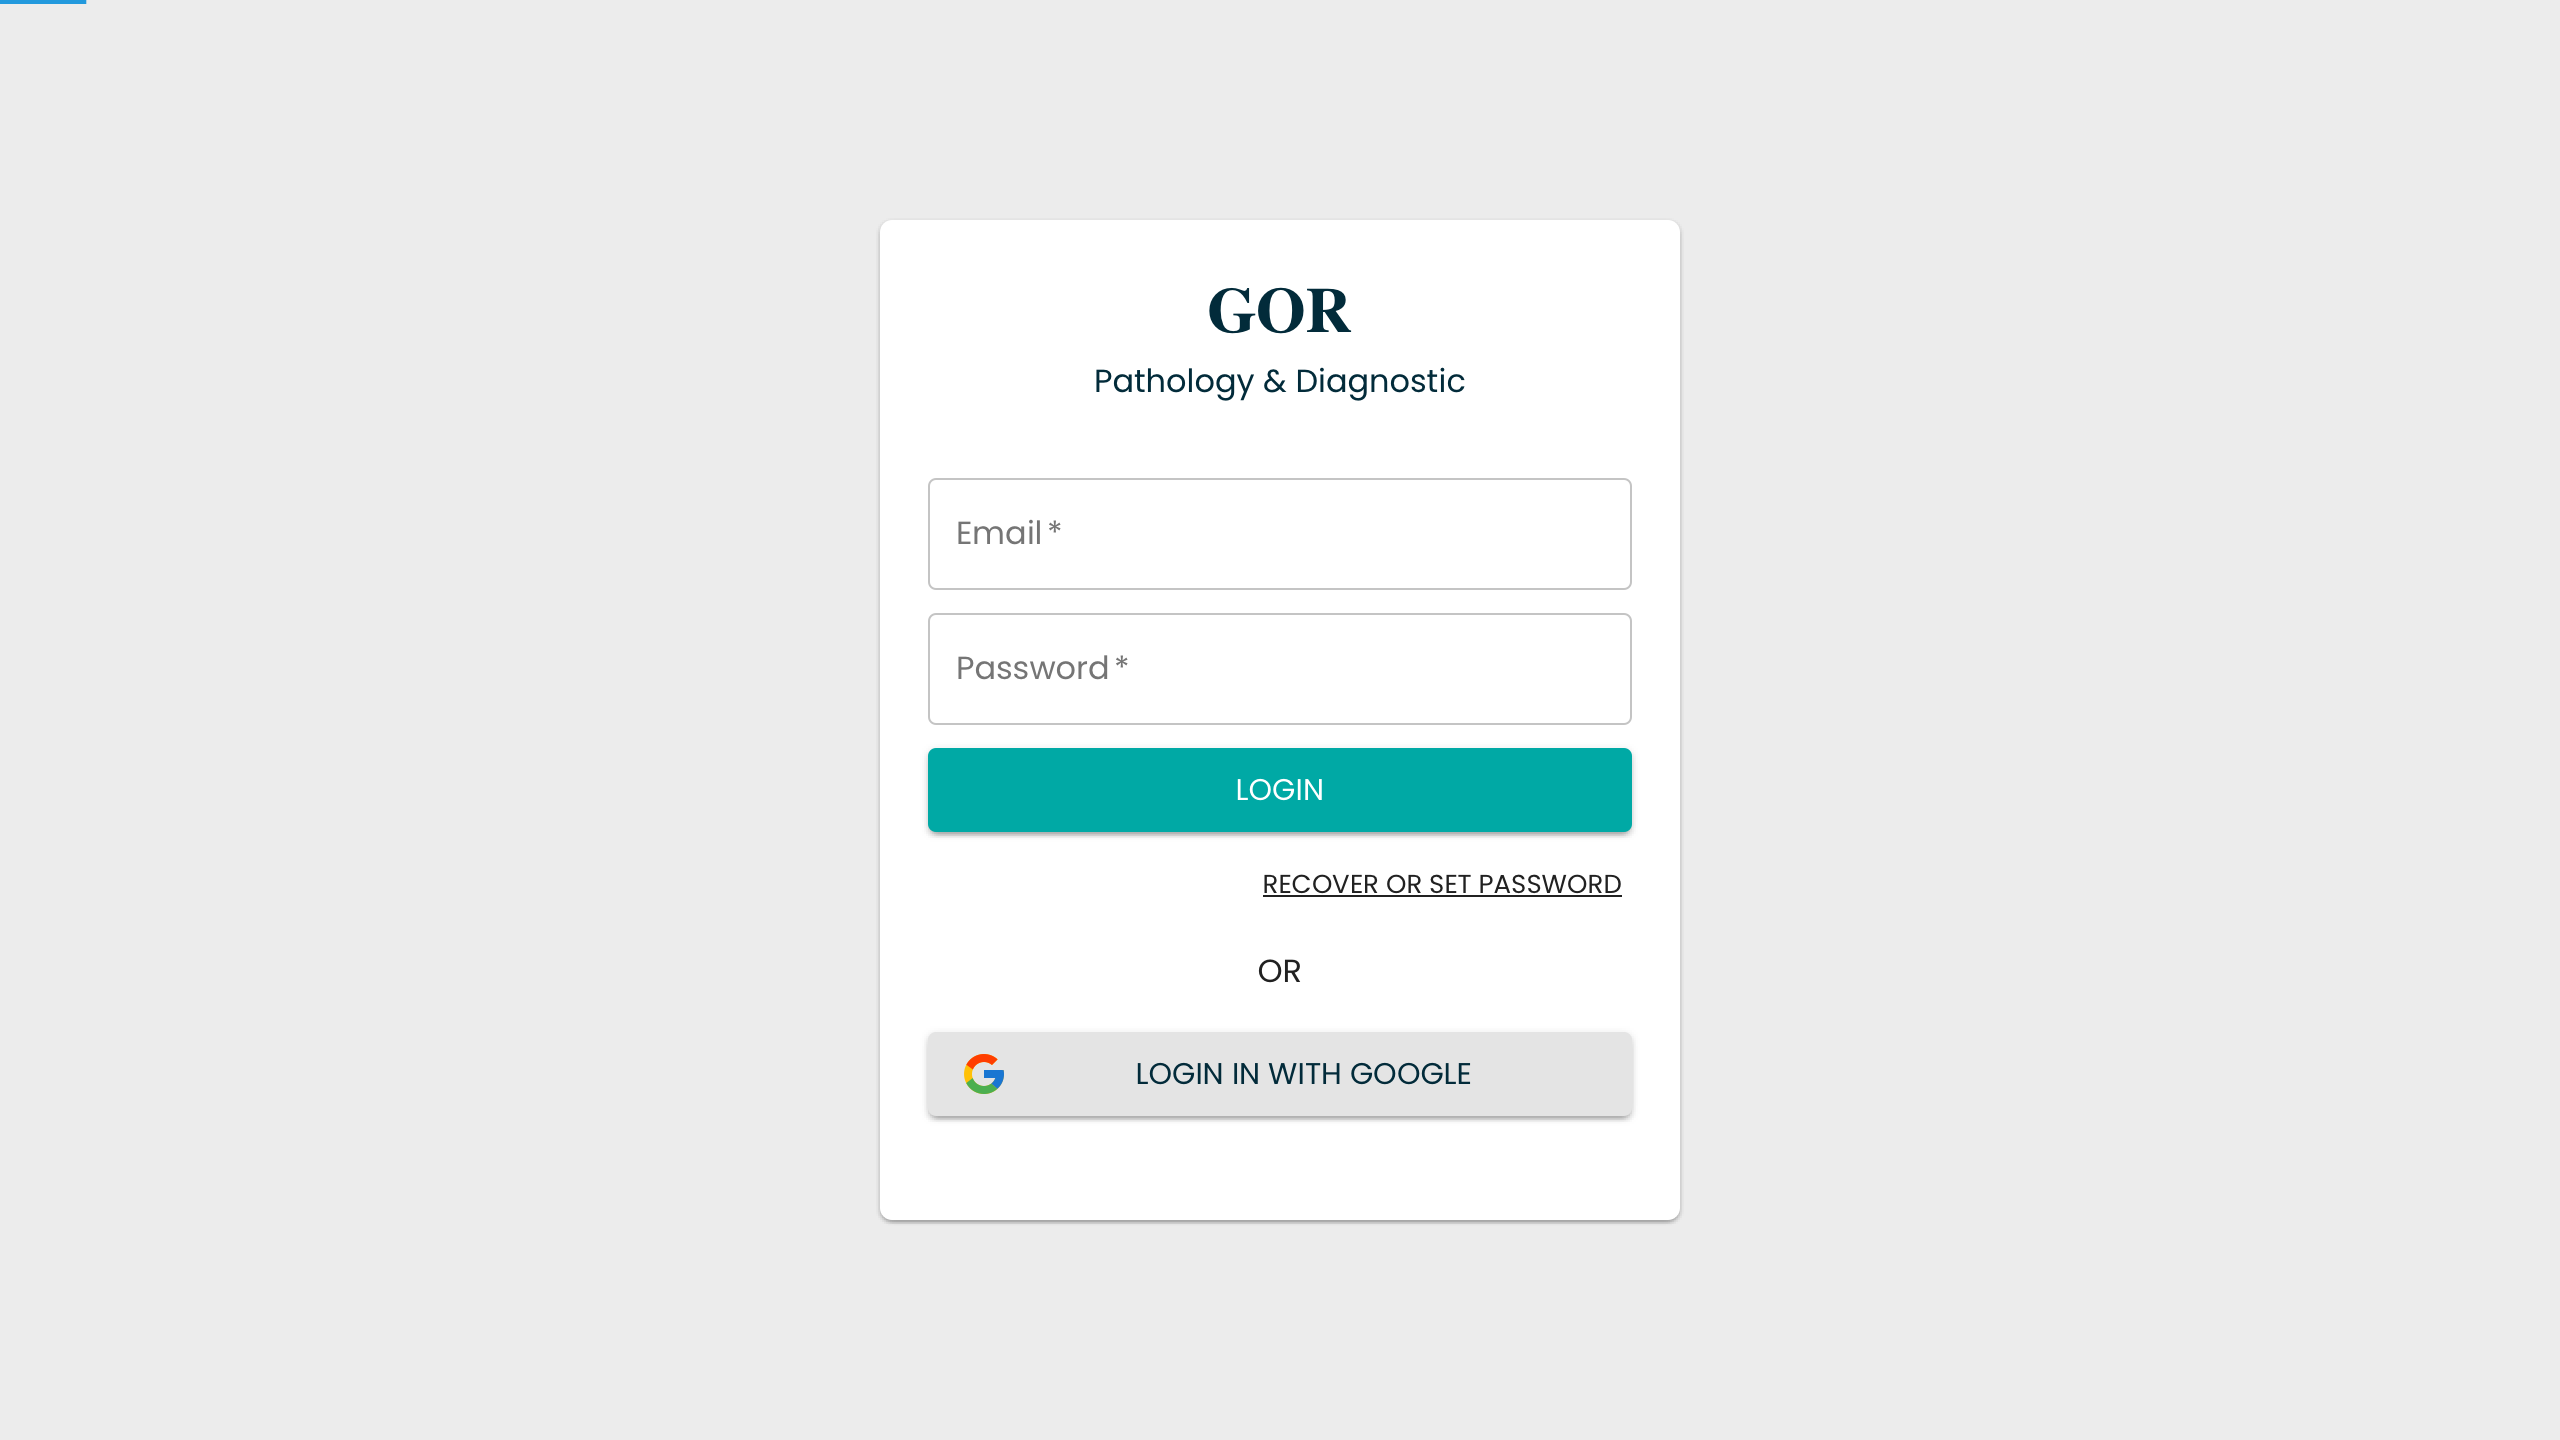 GOR
Pathology & Diagnostic
Email *
Password *
LOGIN
RECOVER OR SET PASSWORD
OR
LOGIN IN WITH GOOGLE